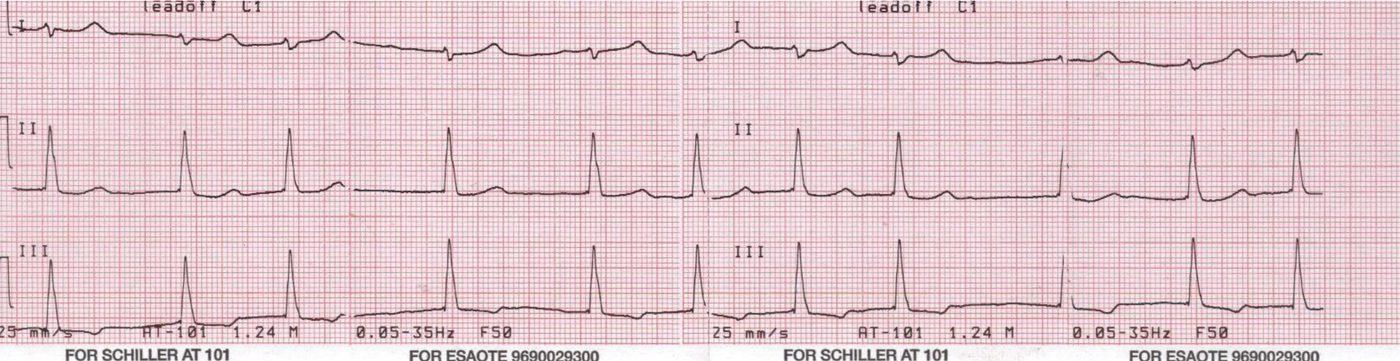 leadoff C1
leadoff C1
I
I
II
II
III
III
25 mm/s AT-101 1.24 M 0.05-35Hz F50
25 mm/s AT-101 1.24 M 0.05-35Hz F50
FOR SCHILLER AT 101
FOR ESAOTE 9690029300
FOR SCHILLER AT 101
FOR ESAOTE 9690029300